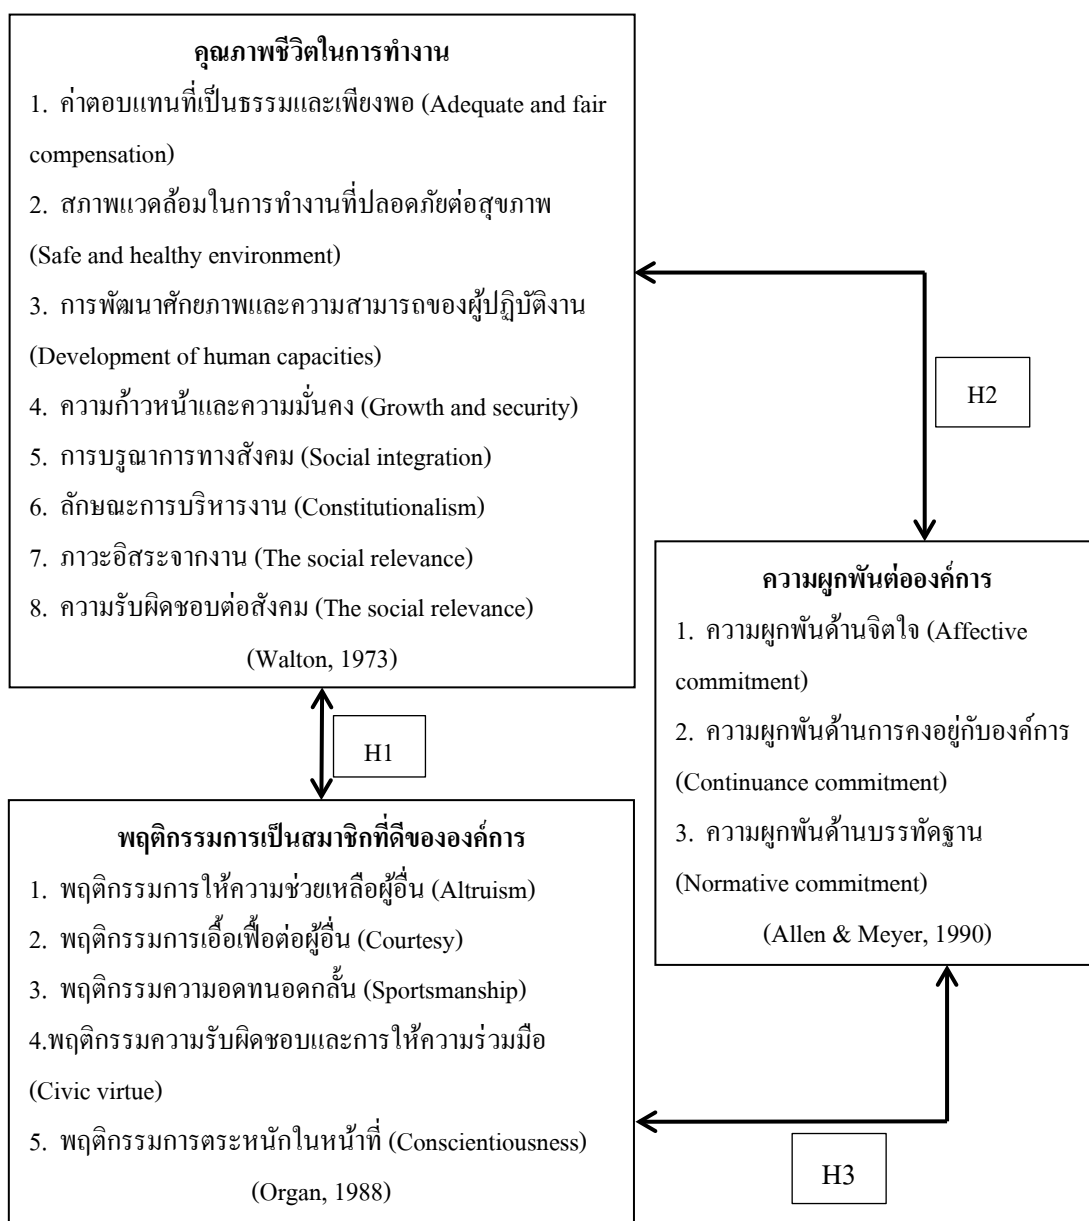 คุณภาพชีวิตในการทำงาน
1. ค่าตอบแทนที่เป็นธรรมและเพียงพอ (Adequate and fair
compensation)
2. สภาพแวดล้อมในการทำงานที่ปลอดภัยต่อสุขภาพ
(Safe and healthy environment)
3. การพัฒนาศักยภาพและความสามารถของผู้ปฏิบัติงาน
(Development of human capacities)
4. ความก้าวหน้าและความมั่นคง (Growth and security)
5. การบรูณาการทางสังคม (Social integration)
6. ลักษณะการบริหารงาน (Constitutionalism)
7. ภาวะอิสระจากงาน (The social relevance)
8. ความรับผิดชอบต่อสังคม (The social relevance)
(Walton, 1973)
H2
ความผูกพันต่อองค์การ
1. ความผูกพันด้านจิตใจ (Affective
commitment)
2. ความผูกพันด้านการคงอยู่กับองค์การ
(Continuance commitment)
3. ความผูกพันด้านบรรทัดฐาน
(Normative commitment)
(Allen & Meyer, 1990)
H1
พฤติกรรมการเป็นสมาชิกที่ดีขององค์การ
1. พฤติกรรมการให้ความช่วยเหลือผู้อื่น (Altruism)
2. พฤติกรรมการเอื้อเฟื้อต่อผู้อื่น (Courtesy)
3. พฤติกรรมความอดทนอดกลั้น (Sportsmanship)
4.พฤติกรรมความรับผิดชอบและการให้ความร่วมมือ
(Civic virtue)
5. พฤติกรรมการตระหนักในหน้าที่ (Conscientiousness)
(Organ, 1988)
H3